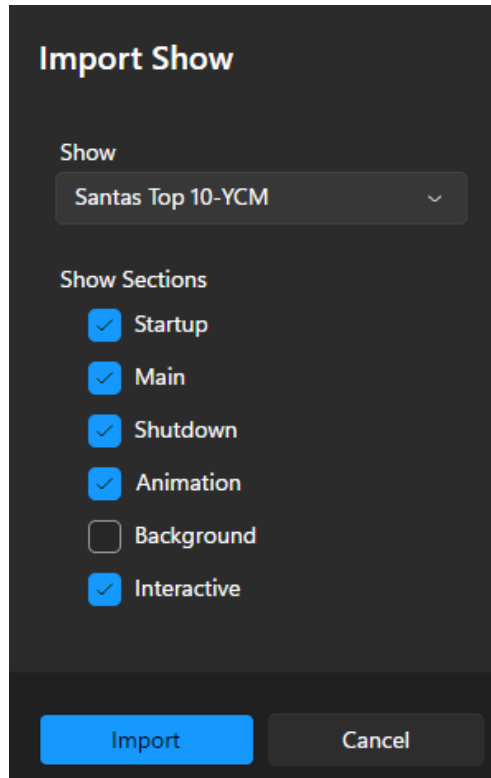 Import Show
Show
Santas Top 10-YCM
Show Sections
Startup
Main
Shutdown
Animation
Background
Interactive
Import
Cancel